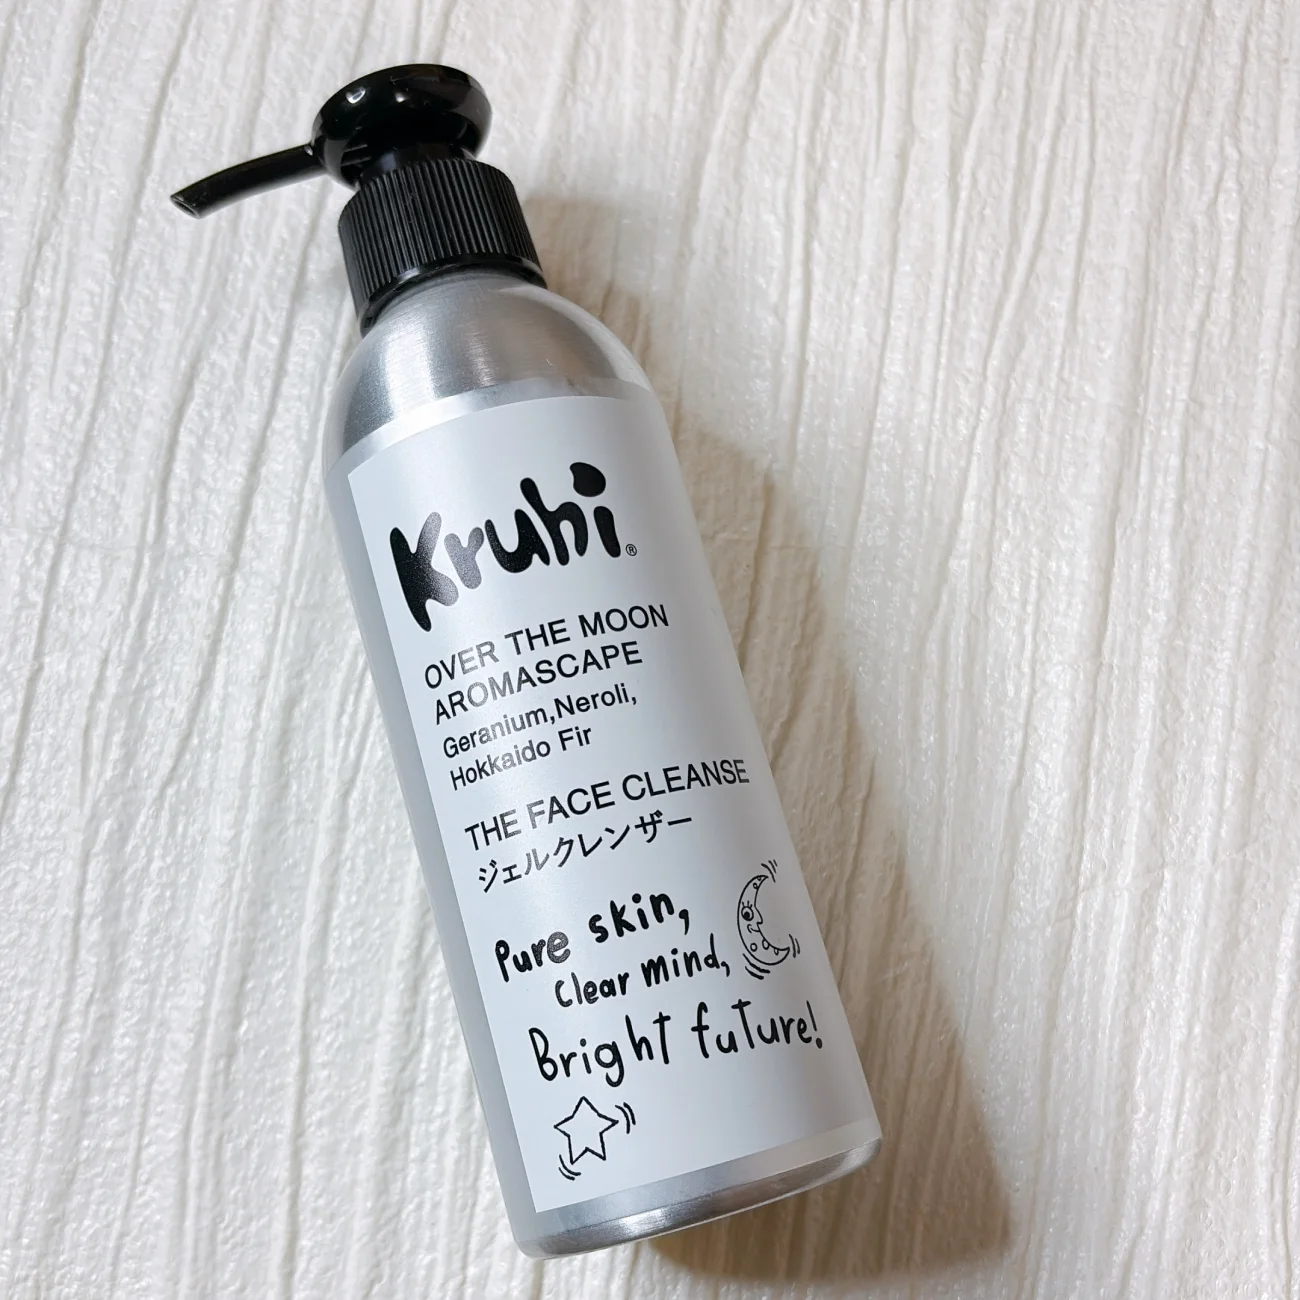 Kruhi®
OVER THE MOON
AROMASCAPE
Geranium,Neroli,
Hokkaido Fir
THE FACE CLEANSE
ジェルクレンザー
Pure skin,
Clear mind,
Bright future!